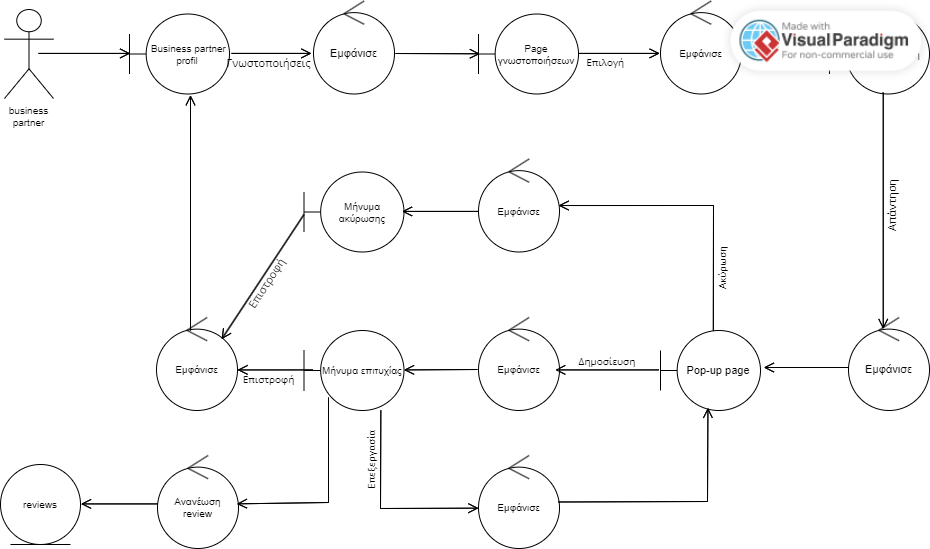 Made with
VisualParadigm
For non-commercial use
business
partner
Business partner
profil
Γνωστοποιήσεις
Εμφάνισε
Page
γνωστοποιήσεων
Επιλογή
Εμφάνισε
Απάντηση
Μήνυμα
ακύρωσης
Εμφάνισε
Επιστροφή
Ακύρωση
Εμφάνισε
Επιστροφή
Μήνυμα επιτυχίας
Εμφάνισε
Δημοσίευση
Pop-up page
Εμφάνισε
Επεξεργασία
reviews
Ανανέωση
review
Εμφάνισε